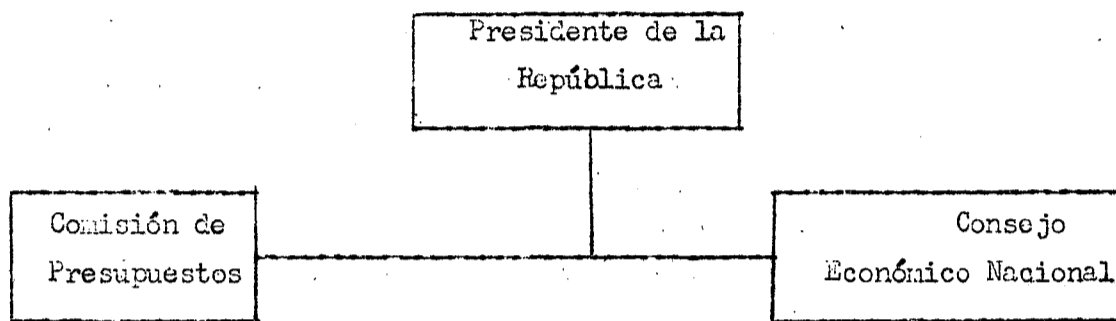 Presidente de la
República
Comisión de
Presupuestos
Consejo
Económico Nacional